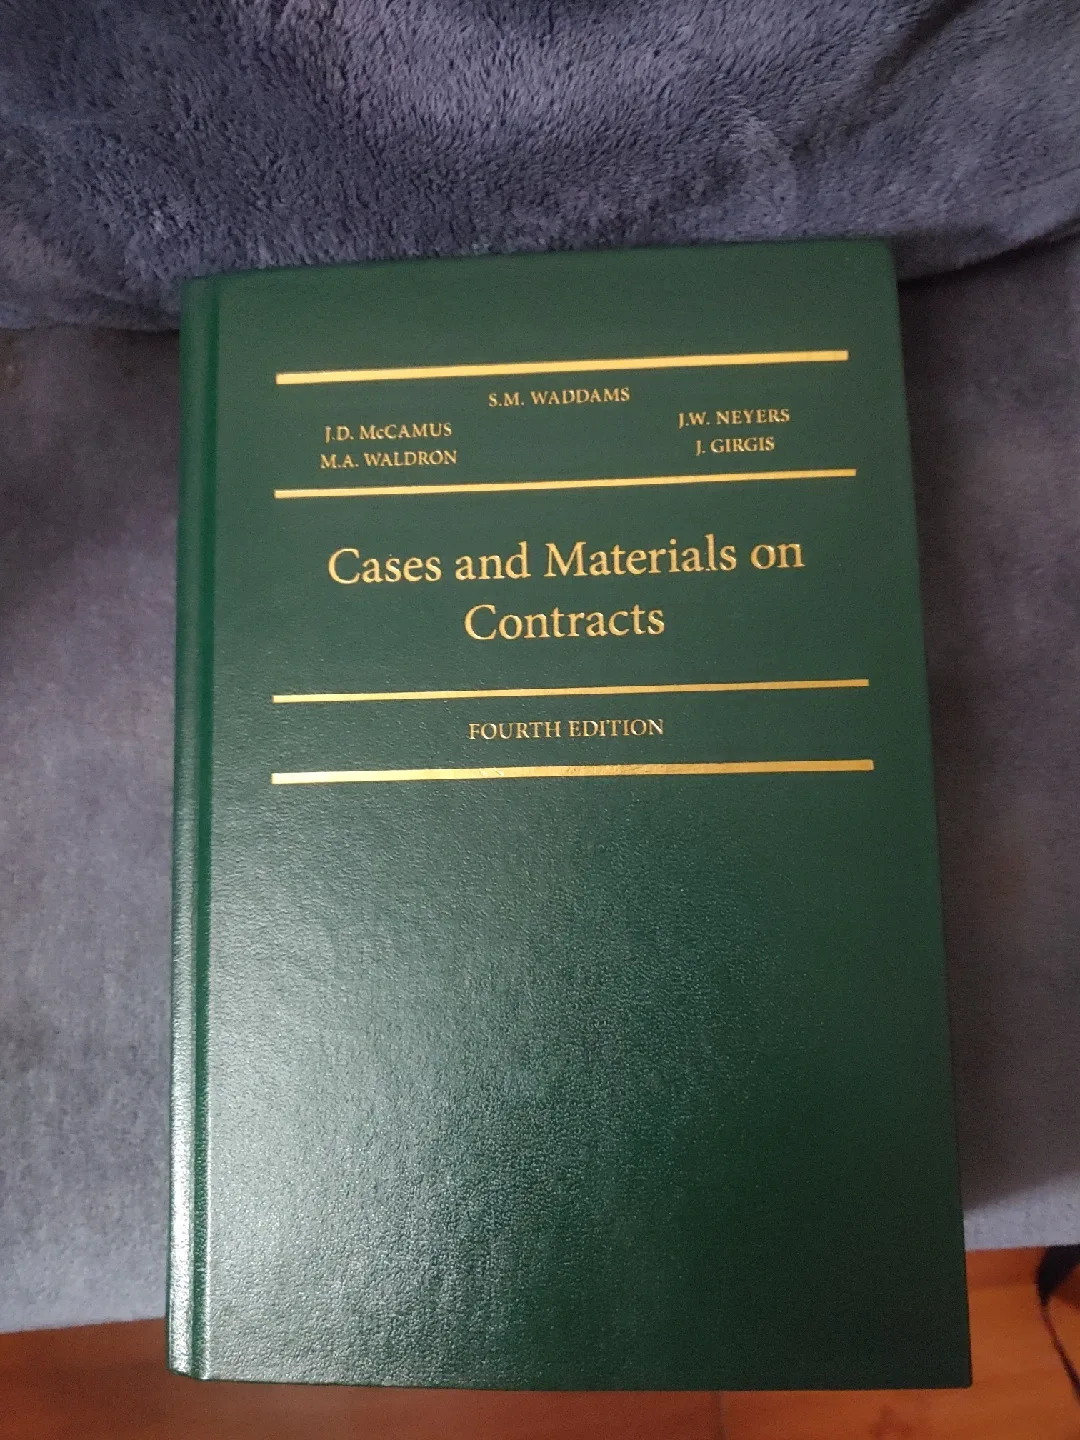 S.M. WADDAMS
J.D. McCAMUS
M.A. WALDRON
J.W. NEYERS
J. GIRGIS
Cases and Materials on
Contracts
FOURTH EDITION